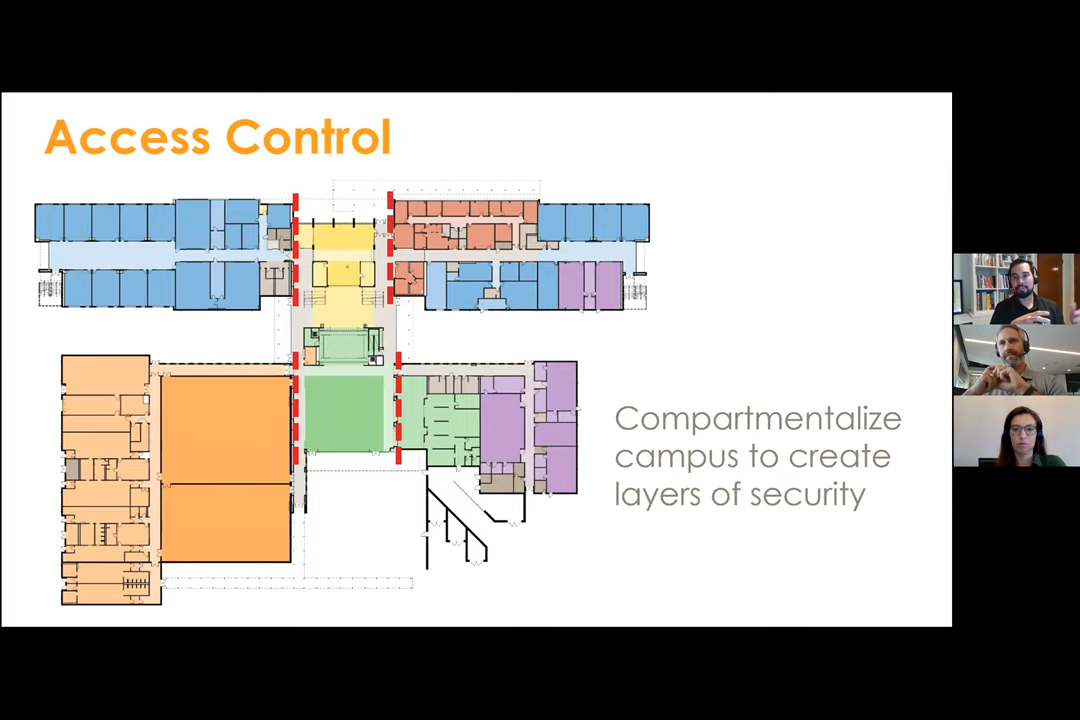 Access Control
Compartmentalize
campus to create
layers of security